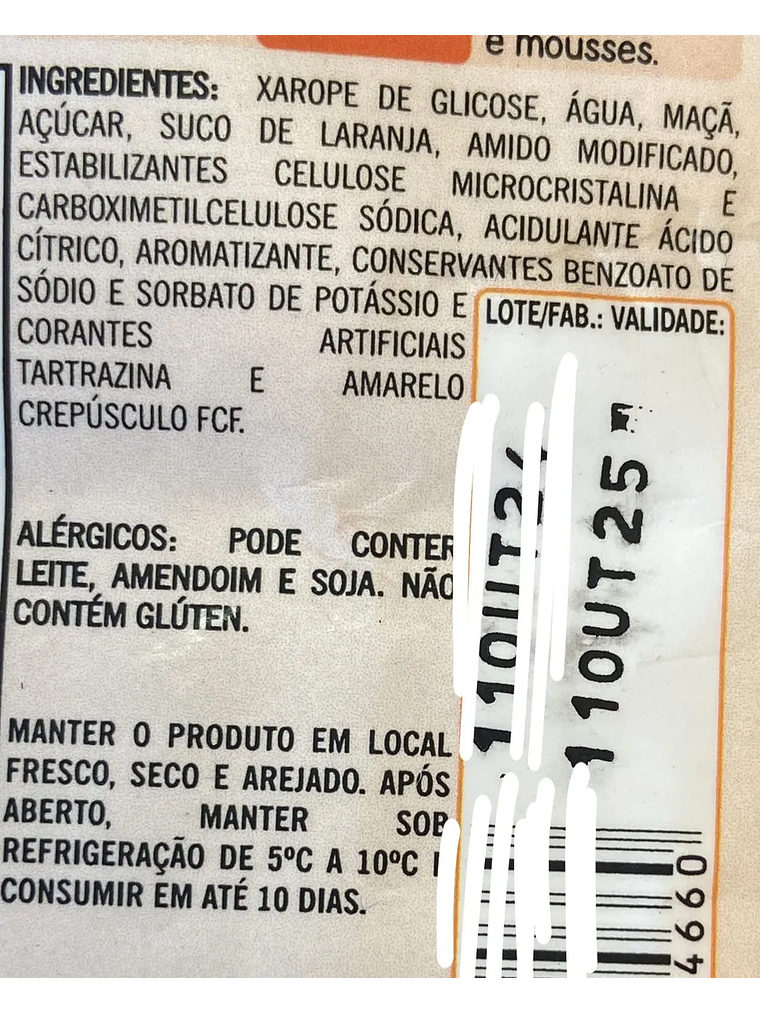 e mousses.
INGREDIENTES: XAROPE DE GLICOSE, ÁGUA, MAÇÃ,
AÇÚCAR, SUCO DE LARANJA, AMIDO MODIFICADO,
ESTABILIZANTES CELULOSE MICROCRISTALINA E
CARBOXIMETILCELULOSE SÓDICA, ACIDULANTE ÁCIDO
CÍTRICO, AROMATIZANTE, CONSERVANTES BENZOATO DE
SÓDIO E SORBATO DE POTÁSSIO E
CORANTES ARTIFICIAIS
TARTRAZINA E AMARELO
CREPÚSCULO FCF.
LOTE/FAB.: VALIDADE:
11OUT24
11OUT25
ALÉRGICOS: PODE CONTER
LEITE, AMENDOIM E SOJA. NÃO
CONTÉM GLÚTEN.
MANTER O PRODUTO EM LOCAL
FRESCO, SECO E AREJADO. APÓS
ABERTO, MANTER SOB
REFRIGERAÇÃO DE 5ºC A 10ºC
CONSUMIR EM ATÉ 10 DIAS.
4660